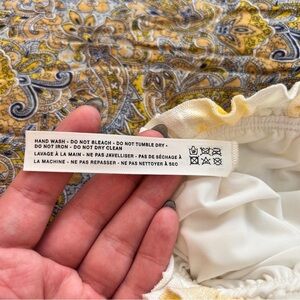 HAND WASH - DO NOT BLEACH - DO NOT TUMBLE DRY -
DO NOT IRON - DO NOT DRY CLEAN
LAVAGE À LA MAIN - NE PAS JAVELLISER - PAS DE SÉCHAGE À
LA MACHINE - NE PAS REPASSER - NE PAS NETTOYER À SEC